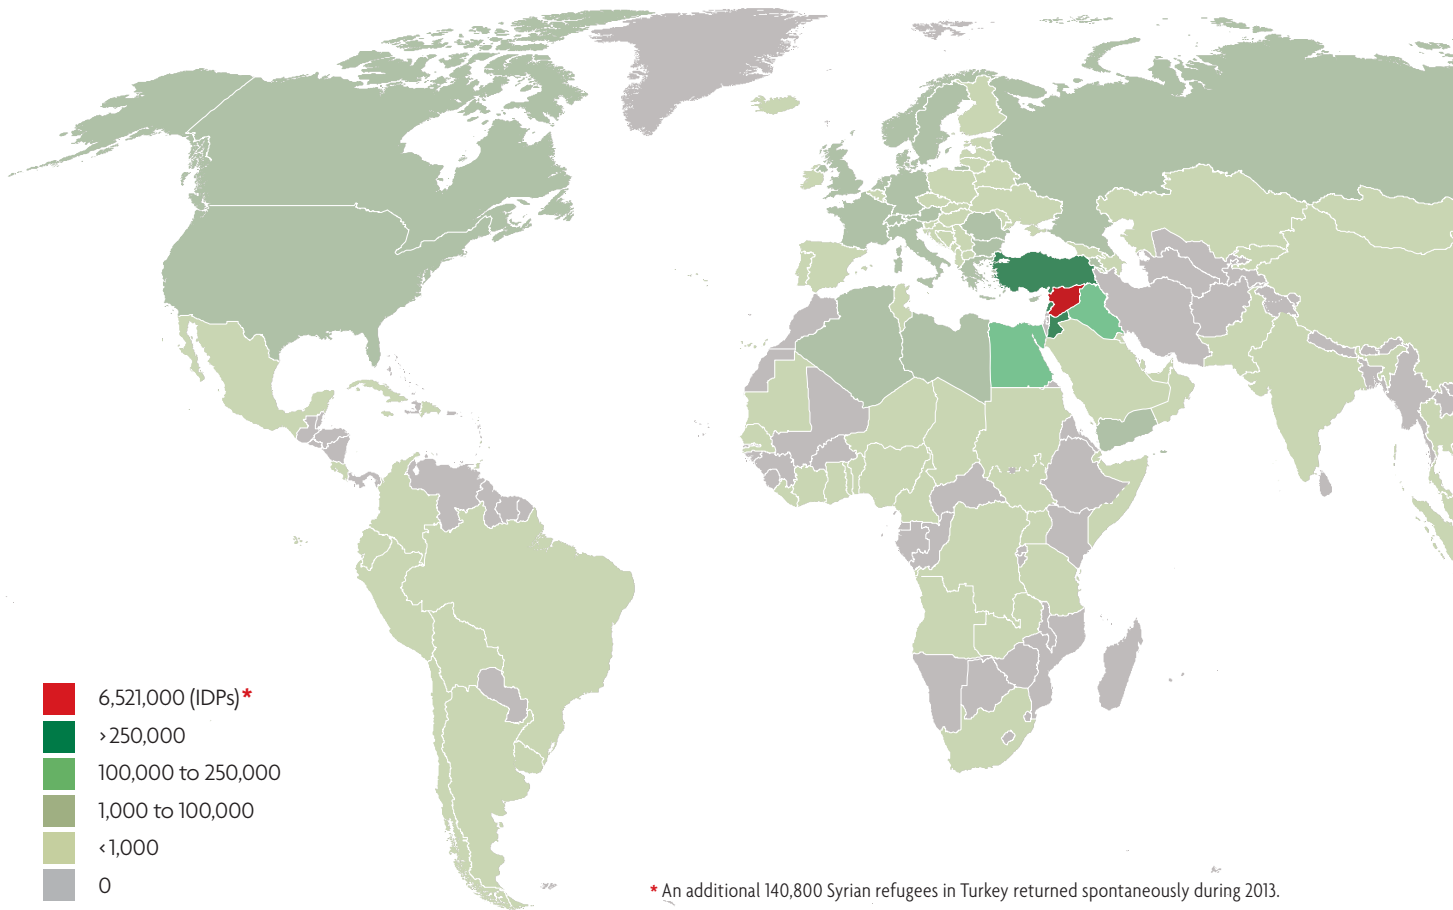 6,521,000 (IDPs)*
>250,000
100,000 to 250,000
1,000 to 100,000
<1,000
0
* An additional 140,800 Syrian refugees in Turkey returned spontaneously during 2013.